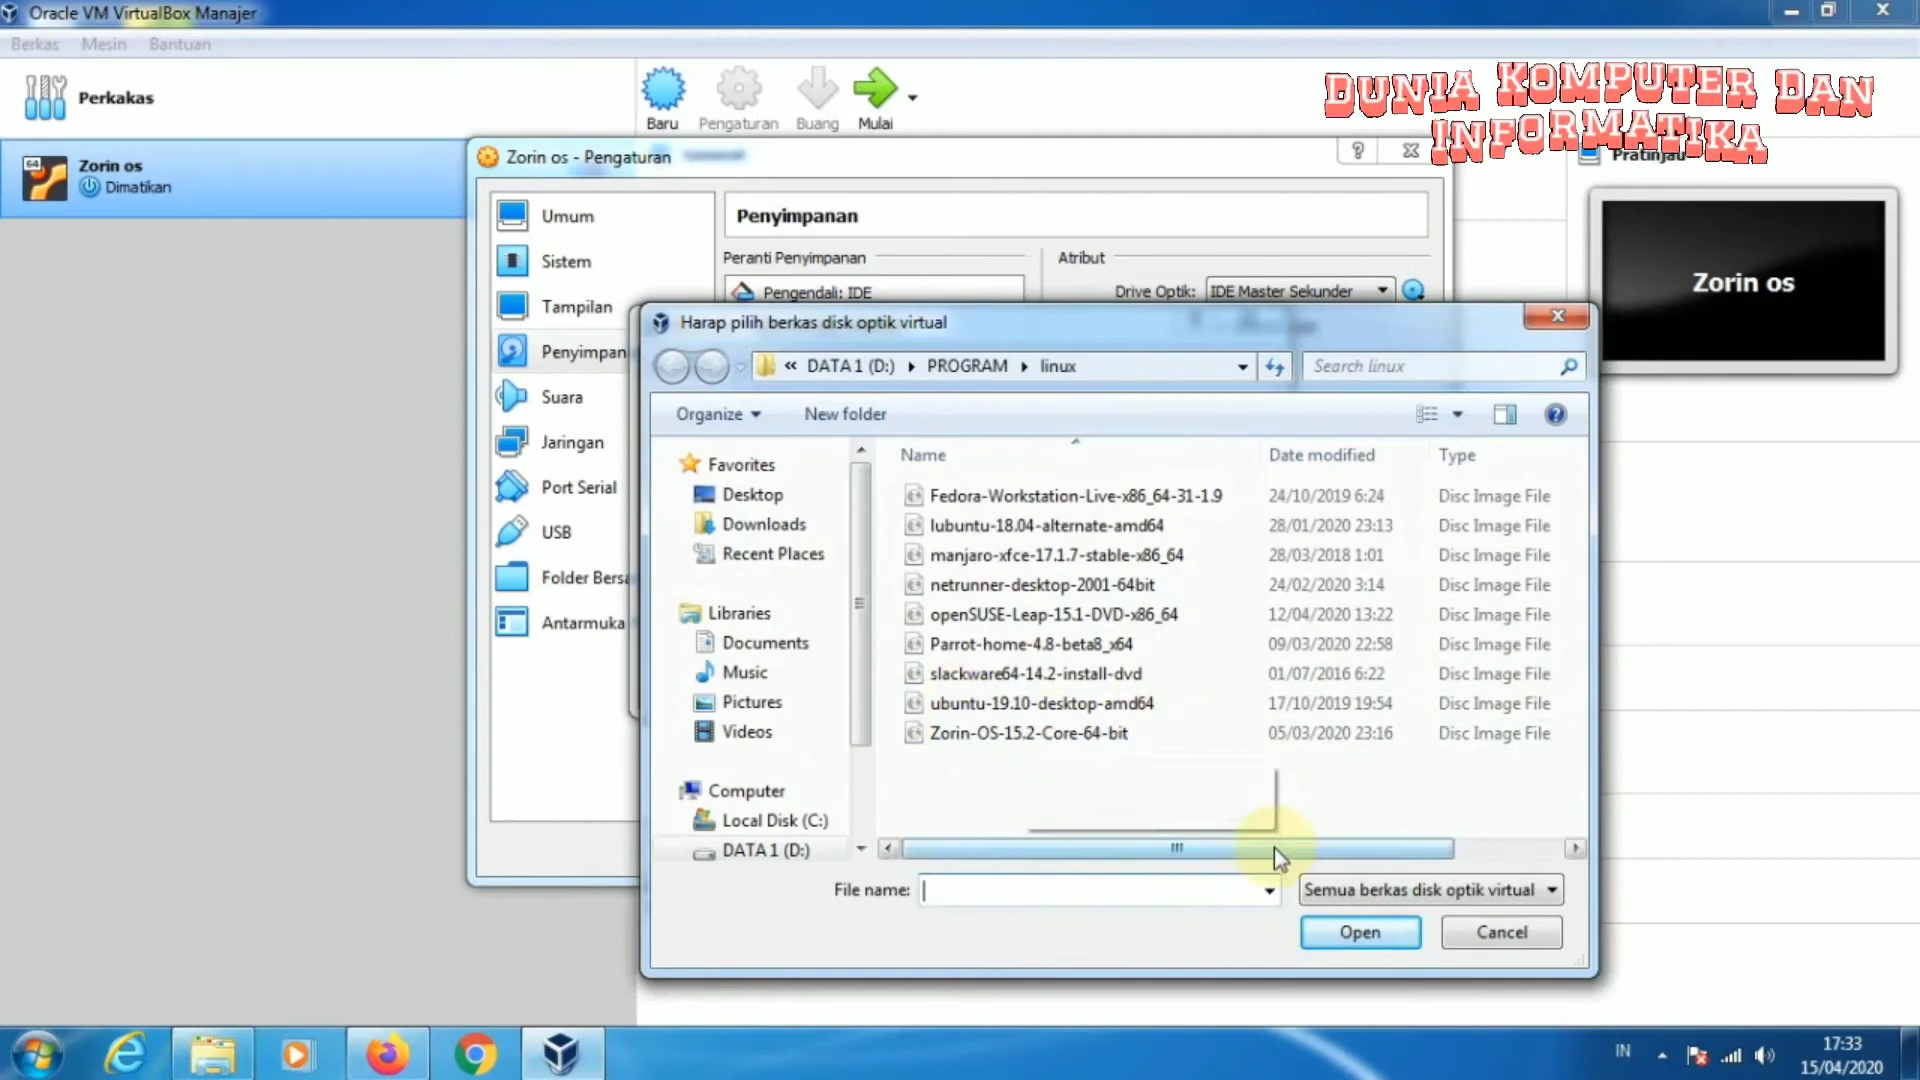 Oracle VM VirtualBox Manajer
Berkas Mesin Bantuan
Perkakas
Baru Pengaturan Buang Mulai
DUNIA KOMPUTER DAN
INFORMATIKA
Pratinjau
64
Zorin os
Dimatikan
Zorin os - Pengaturan
Umum
Sistem
Tampilan
Penyimpan
Suara
Jaringan
Port Serial
USB
Folder Bersa
Antarmuka
Penyimpanan
Peranti Penyimpanan
Pengendali: IDE
Atribut
Drive Optik: IDE Master Sekunder
Zorin os
Harap pilih berkas disk optik virtual
« DATA 1 (D:) PROGRAM linux
Search linux
Organize New folder
Favorites
Desktop
Downloads
Recent Places
Libraries
Documents
Music
Pictures
Videos
Computer
Local Disk (C:)
DATA 1 (D:)
Name Date modified Type
Fedora-Workstation-Live-x86_64-31-1.9 24/10/2019 6:24 Disc Image File
lubuntu-18.04-alternate-amd64 28/01/2020 23:13 Disc Image File
manjaro-xfce-17.1.7-stable-x86_64 28/03/2018 1:01 Disc Image File
netrunner-desktop-2001-64bit 24/02/2020 3:14 Disc Image File
openSUSE-Leap-15.1-DVD-x86_64 12/04/2020 13:22 Disc Image File
Parrot-home-4.8-beta8_x64 09/03/2020 22:58 Disc Image File
slackware64-14.2-install-dvd 01/07/2016 6:22 Disc Image File
ubuntu-19.10-desktop-amd64 17/10/2019 19:54 Disc Image File
Zorin-OS-15.2-Core-64-bit 05/03/2020 23:16 Disc Image File
File name:
Semua berkas disk optik virtual
Open Cancel
IN
17:33
15/04/2020